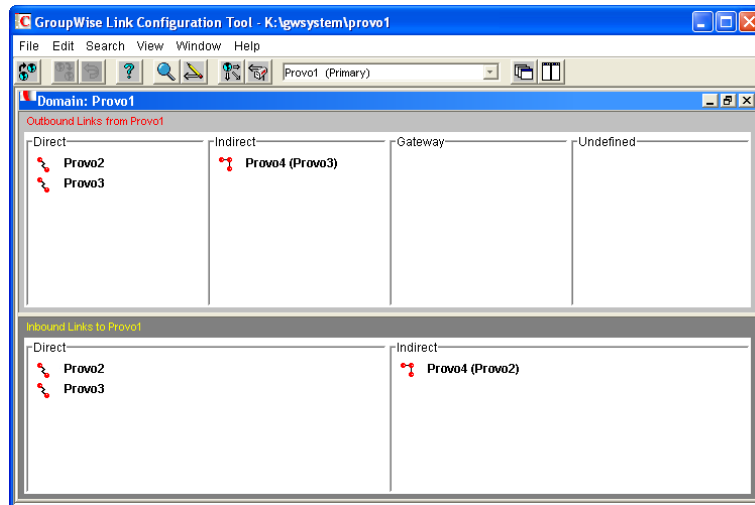 GroupWise Link Configuration Tool - K:\gwsystem\provo1
File Edit Search View Window Help
Provo1 (Primary)
Domain: Provo1
Outbound Links from Provo1
Direct
Provo2
Provo3
Indirect
Provo4 (Provo3)
Gateway
Undefined
Inbound Links to Provo1
Direct
Provo2
Provo3
Indirect
Provo4 (Provo2)